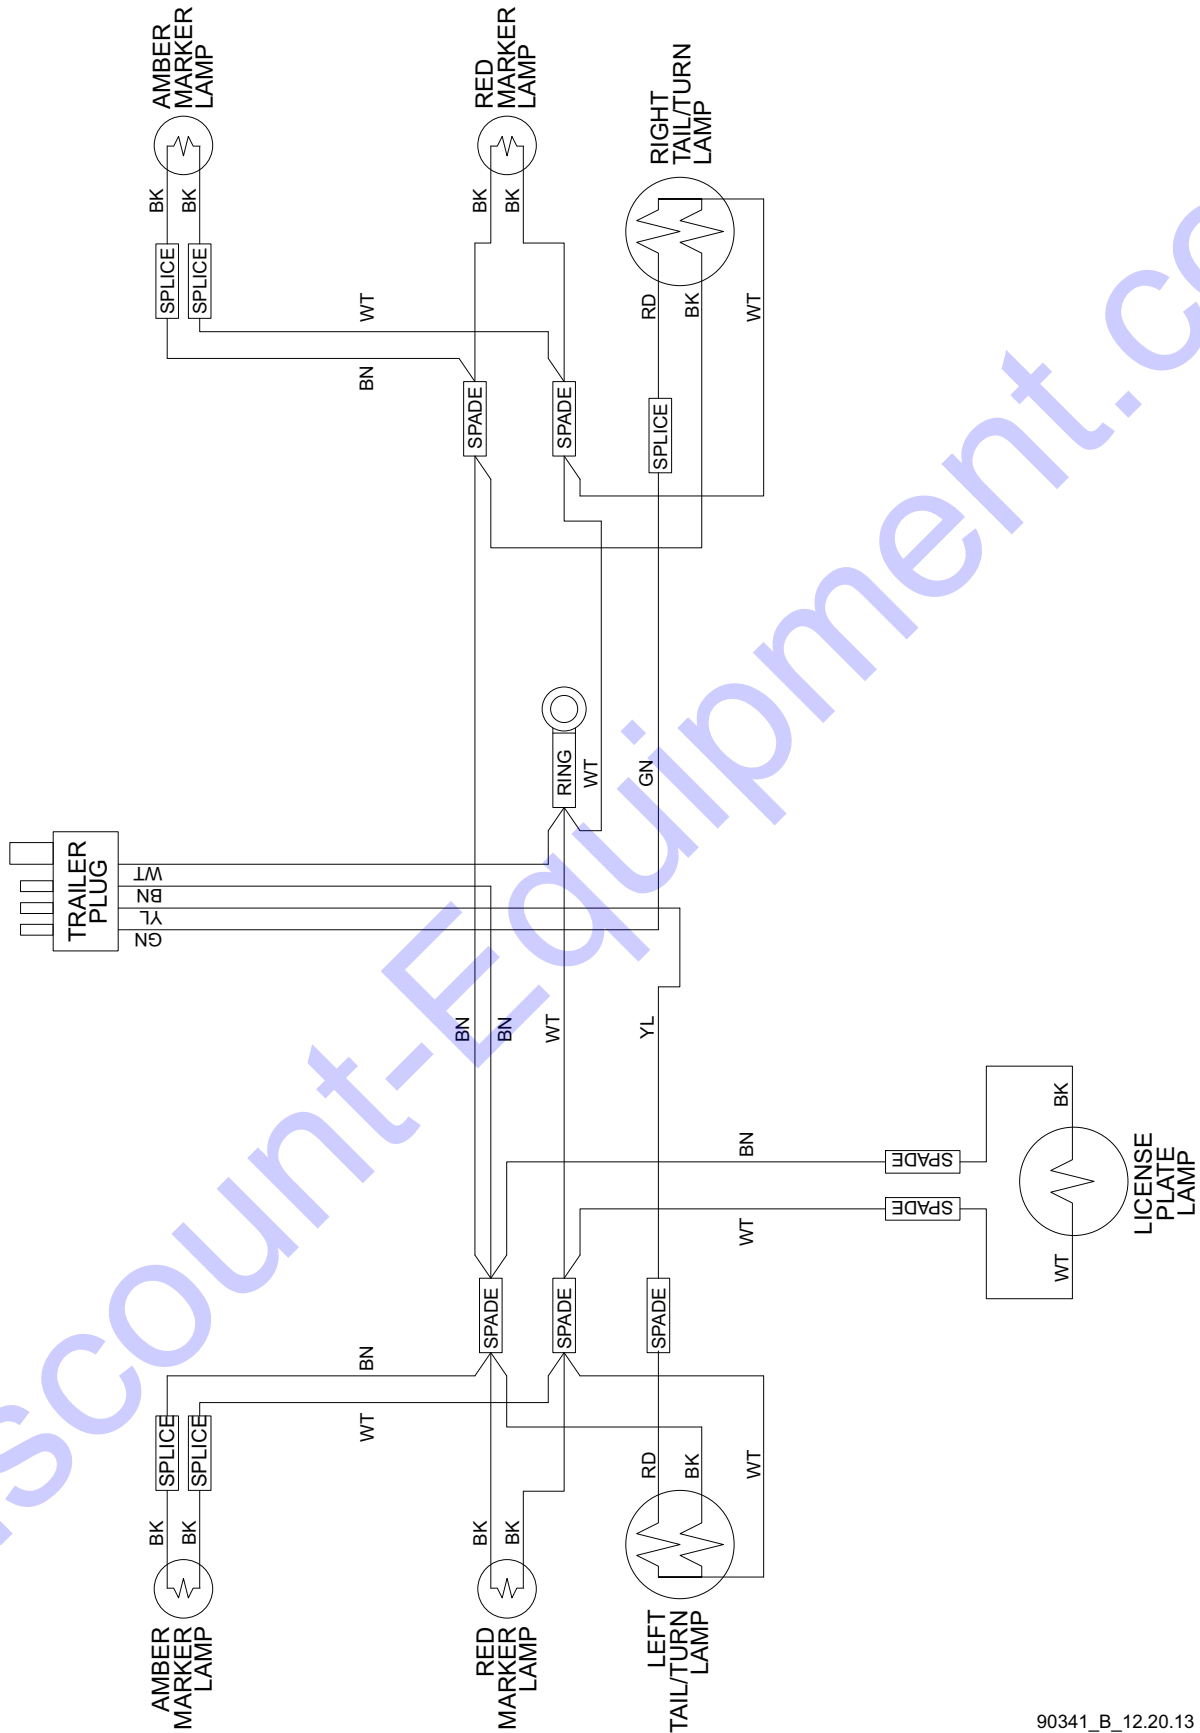 AMBER
MARKER
LAMP
RED
MARKER
LAMP
RIGHT
TAIL/TURN
LAMP
BK
BK
BK
BK
SPLICE
SPLICE
RD
BK
WT
WT
BN
SPADE
SPADE
SPLICE
RING
WT
GN
TRAILER
PLUG
WT
BN
YL
GN
BN
BN
WT
YL
BN
WT
SPADE
SPADE
BK
WT
LICENSE
PLATE
LAMP
SPADE
SPADE
SPADE
BN
WT
SPLICE
SPLICE
BK
BK
BK
BK
RD
BK
WT
AMBER
MARKER
LAMP
RED
MARKER
LAMP
LEFT
TAIL/TURN
LAMP
90341_B_12.20.13
scount-Equipment.co